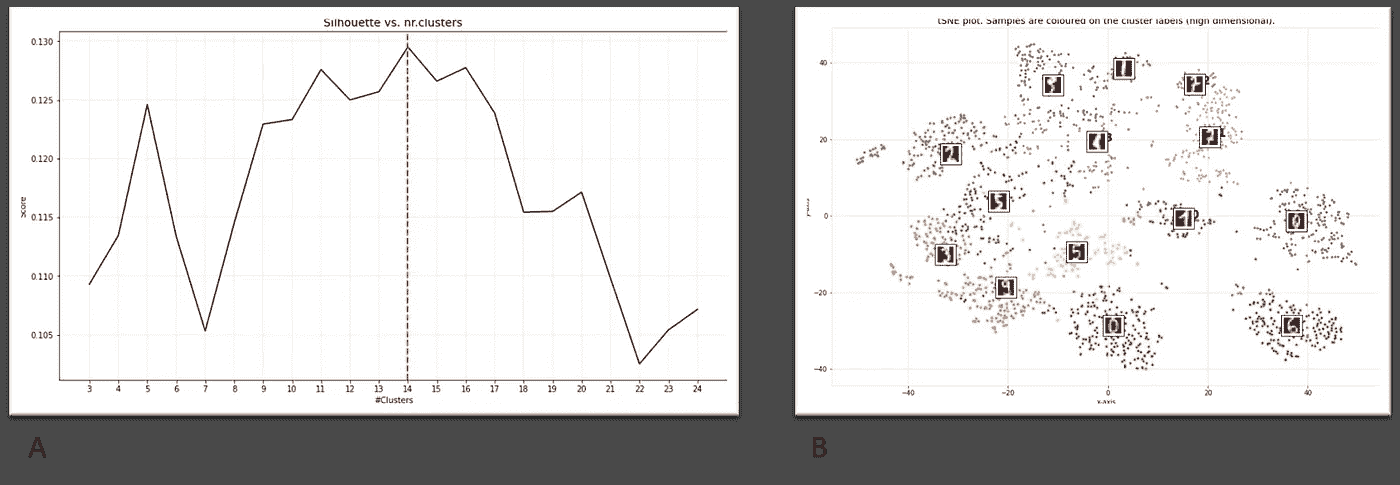 Silhouette vs. nr.clusters
0.130
0.125
0.120
0.115
0.110
0.105
Score
3 4 5 6 7 8 9 10 11 12 13 14 15 16 17 18 19 20 21 22 23 24
#Clusters
A
tSNE plot. Samples are coloured on the cluster labels (high dimensional).
40
20
0
−20
−40
−40 −20 0 20 40
x-axis
B